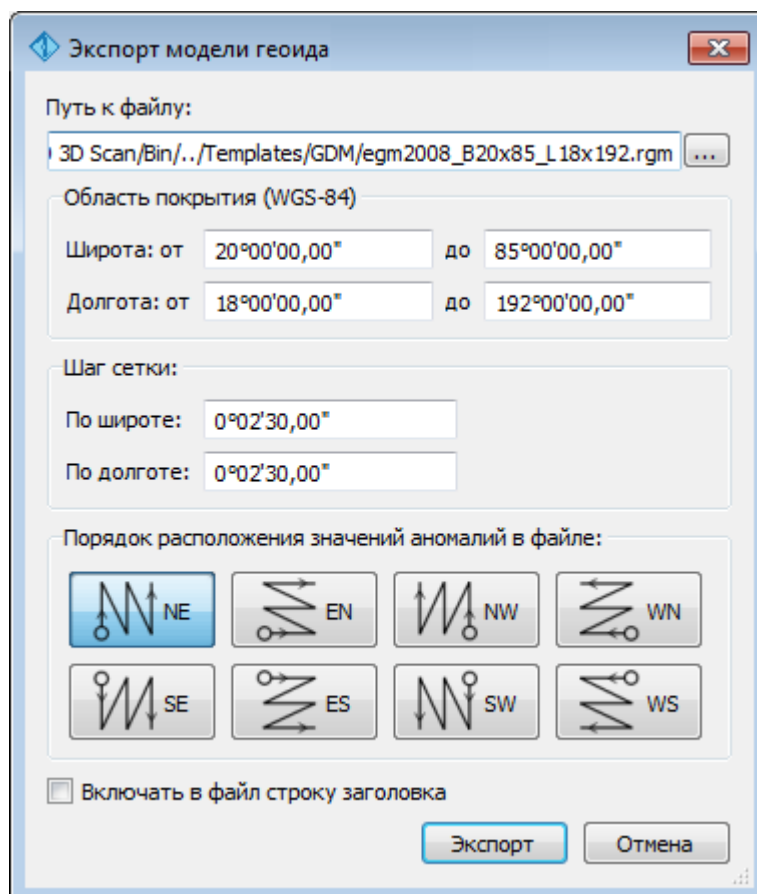 Экспорт модели геоида
Путь к файлу:
3D Scan/Bin/../Templates/GDM/egm2008_B20x85_L18x192.rgm ...
Область покрытия (WGS-84)
Широта: от 20°00'00,00" до 85°00'00,00"
Долгота: от 18°00'00,00" до 192°00'00,00"
Шаг сетки:
По широте: 0°02'30,00"
По долготе: 0°02'30,00"
Порядок расположения значений аномалий в файле:
NE EN NW WN
SE ES SW WS
Включать в файл строку заголовка
Экспорт Отмена